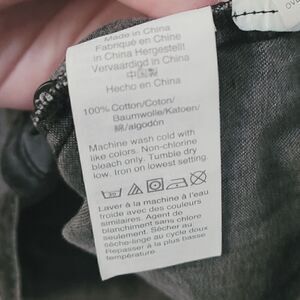 Made in China
Fabriqué en Chine
in China Hergestellt
Vervaardigd in China
中国製
Hecho en China
100% Cotton/Coton/
Baumwolle/Katoen/
綿/algodón
Machine wash cold with
like colors. Non-chlorine
bleach only. Tumble dry
low. Iron on lowest setting.
Laver à la machine à l'eau
froide avec des couleurs
similaires. Agent de
blanchiment sans chlore
seulement. Sécher au
sèche-linge au cycle doux.
Repasser à la plus basse
température.